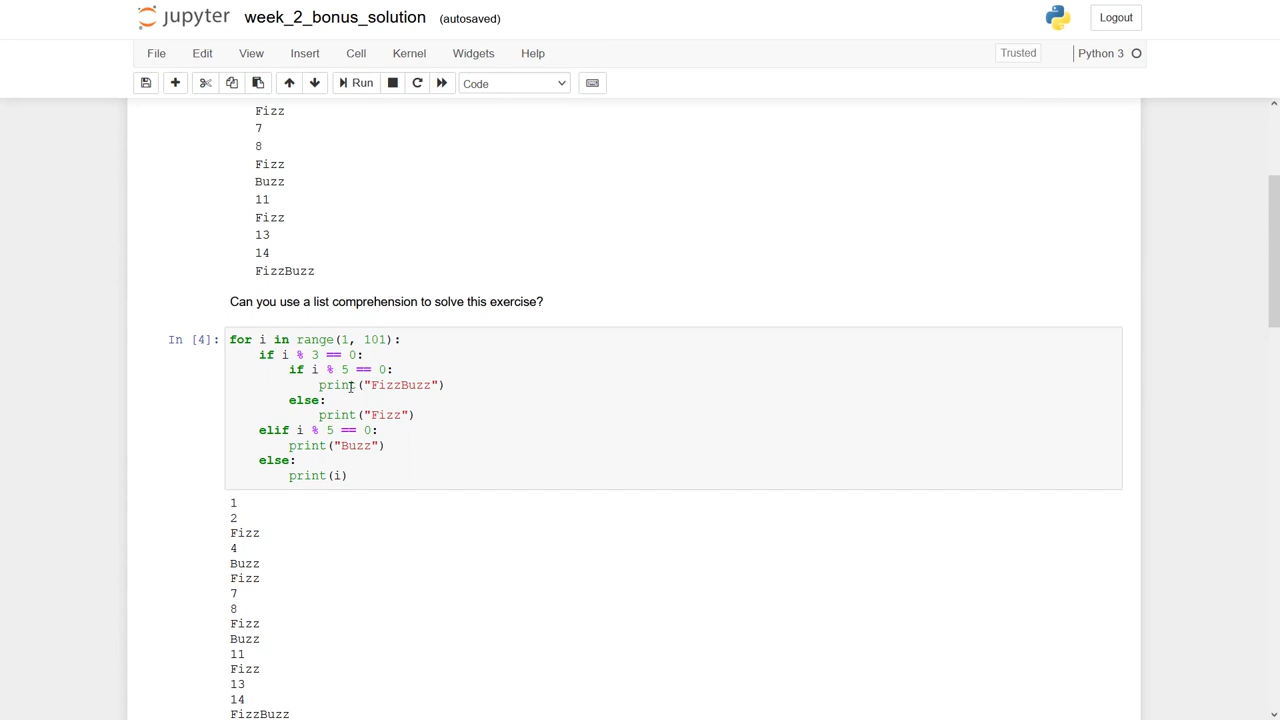 jupyter week_2_bonus_solution (autosaved) Logout
File Edit View Insert Cell Kernel Widgets Help Trusted Python 3
Run Code
Fizz
7
8
Fizz
Buzz
11
Fizz
13
14
FizzBuzz
Can you use a list comprehension to solve this exercise?
In [4]: for i in range(1, 101):
    if i % 3 == 0:
        if i % 5 == 0:
            print("FizzBuzz")
        else:
            print("Fizz")
    elif i % 5 == 0:
        print("Buzz")
    else:
        print(i)
1
2
Fizz
4
Buzz
Fizz
7
8
Fizz
Buzz
11
Fizz
13
14
FizzBuzz